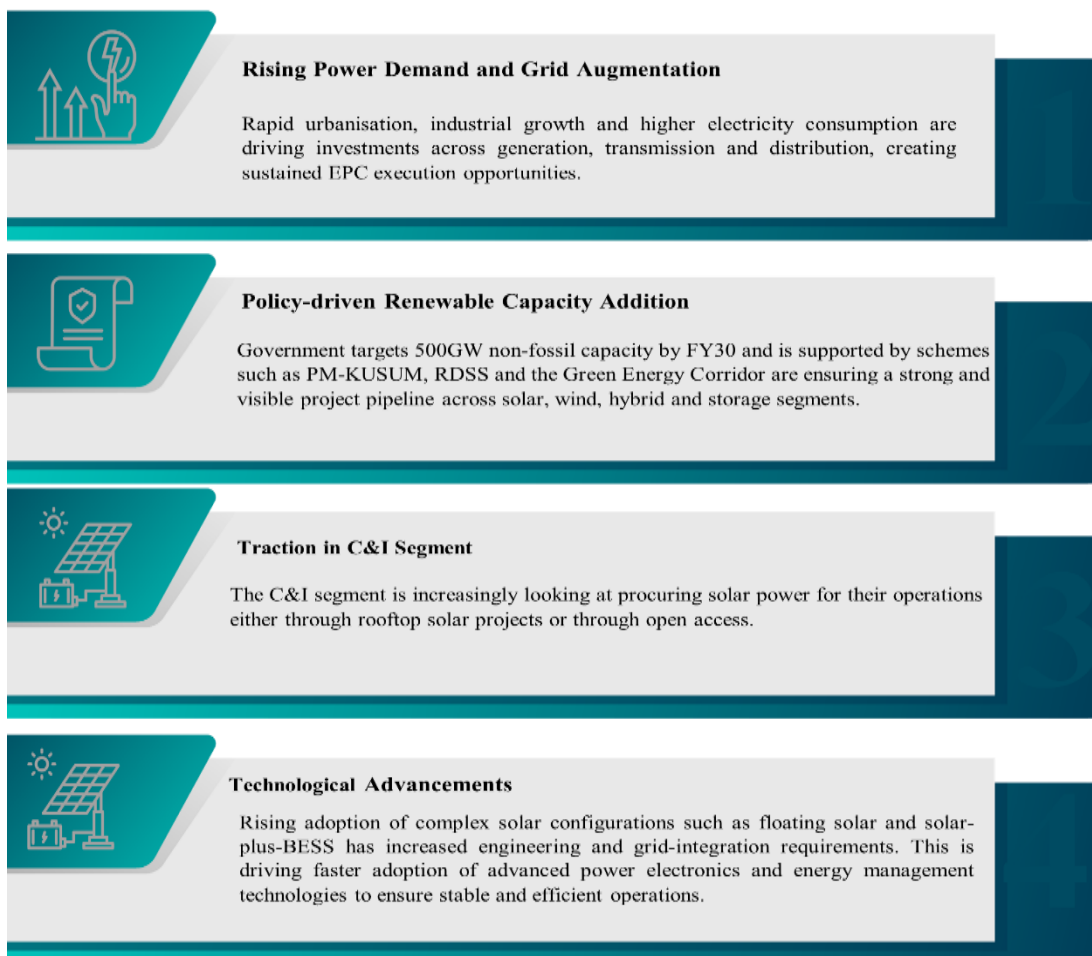 Rising Power Demand and Grid Augmentation
Rapid urbanisation, industrial growth and higher electricity consumption are
driving investments across generation, transmission and distribution, creating
sustained EPC execution opportunities.
1
Policy-driven Renewable Capacity Addition
Government targets 500GW non-fossil capacity by FY30 and is supported by schemes
such as PM-KUSUM, RDSS and the Green Energy Corridor are ensuring a strong and
visible project pipeline across solar, wind, hybrid and storage segments.
2
Traction in C&I Segment
The C&I segment is increasingly looking at procuring solar power for their operations
either through rooftop solar projects or through open access.
3
Technological Advancements
Rising adoption of complex solar configurations such as floating solar and solar-
plus-BESS has increased engineering and grid-integration requirements. This is
driving faster adoption of advanced power electronics and energy management
technologies to ensure stable and efficient operations.
4